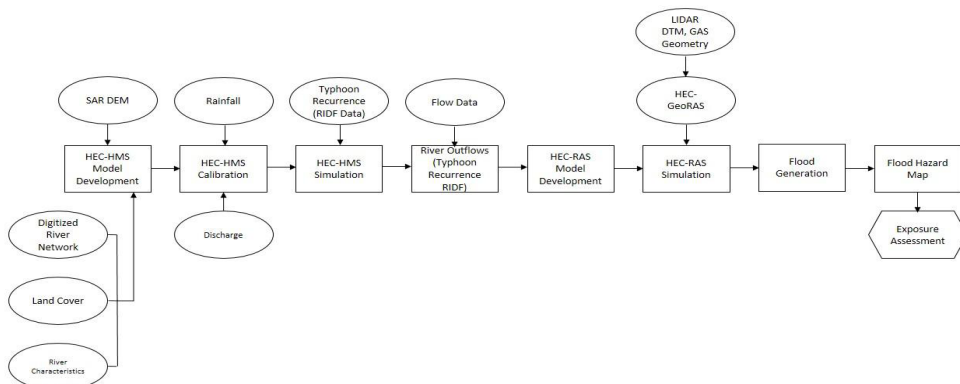 LIDAR
DTM, GAS
Geometry
SAR DEM
Rainfall
Typhoon
Recurrence
(RIDF Data)
Flow Data
HEC-
GeoRAS
HEC-HMS
Model
Development
HEC-HMS
Calibration
HEC-HMS
Simulation
River Outflows
(Typhoon
Recurrence
RIDF)
HEC-RAS
Model
Development
HEC-RAS
Simulation
Flood
Generation
Flood Hazard
Map
Digitized
River
Network
Discharge
Exposure
Assessment
Land Cover
River
Characteristics